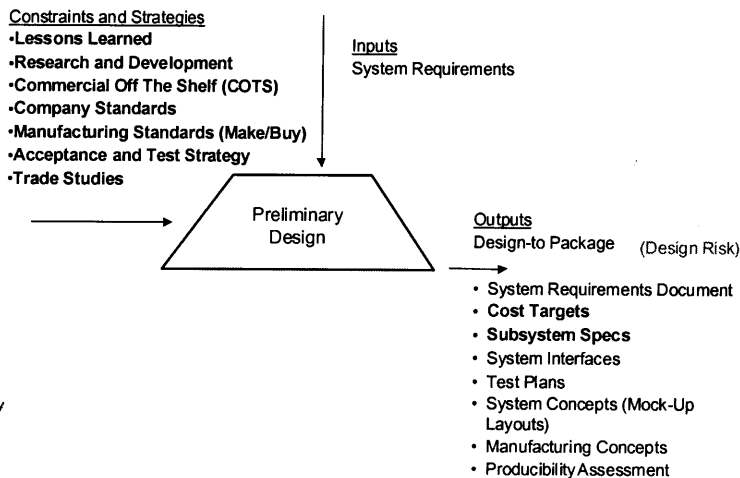 Constraints and Strategies
•Lessons Learned
•Research and Development
•Commercial Off The Shelf (COTS)
•Company Standards
•Manufacturing Standards (Make/Buy)
•Acceptance and Test Strategy
•Trade Studies
Inputs
System Requirements
Preliminary
Design
Outputs
Design-to Package (Design Risk)
• System Requirements Document
• Cost Targets
• Subsystem Specs
• System Interfaces
• Test Plans
• System Concepts (Mock-Up
Layouts)
• Manufacturing Concepts
• Producibility Assessment